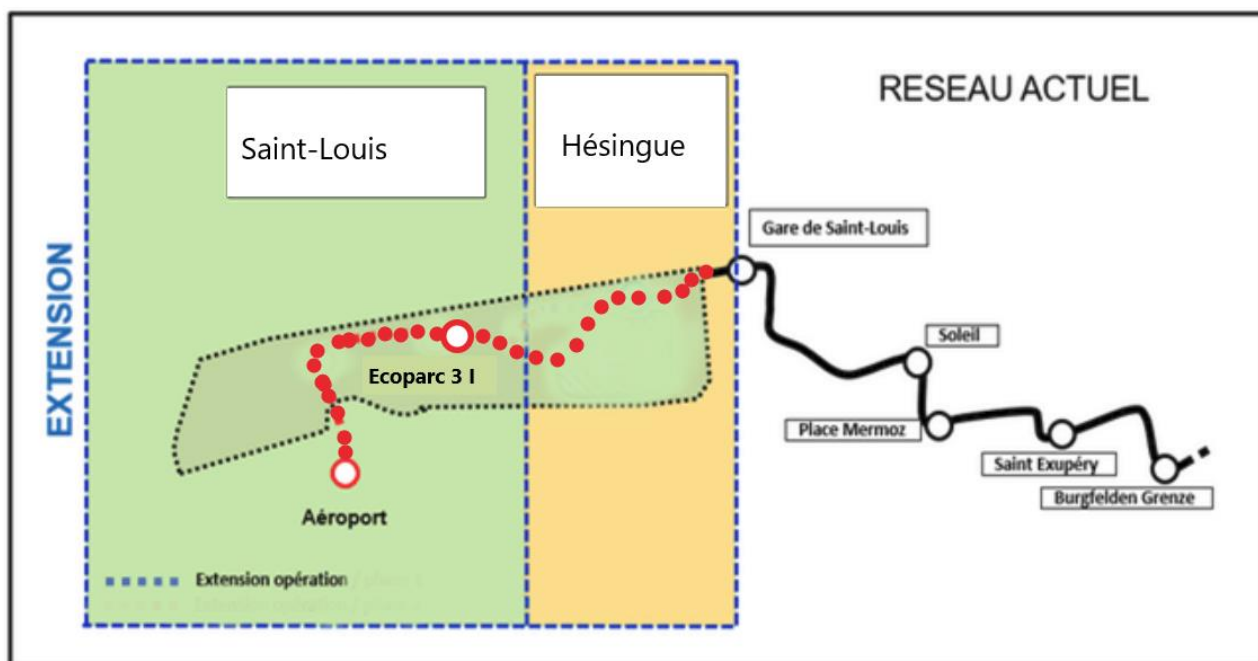 RESEAU ACTUEL
Saint-Louis
Hésingue
Gare de Saint-Louis
EXTENSION
Soleil
Ecoparc 3 I
Place Mermoz
Saint Exupéry
Burgfelden Grenze
Aéroport
Extension opération